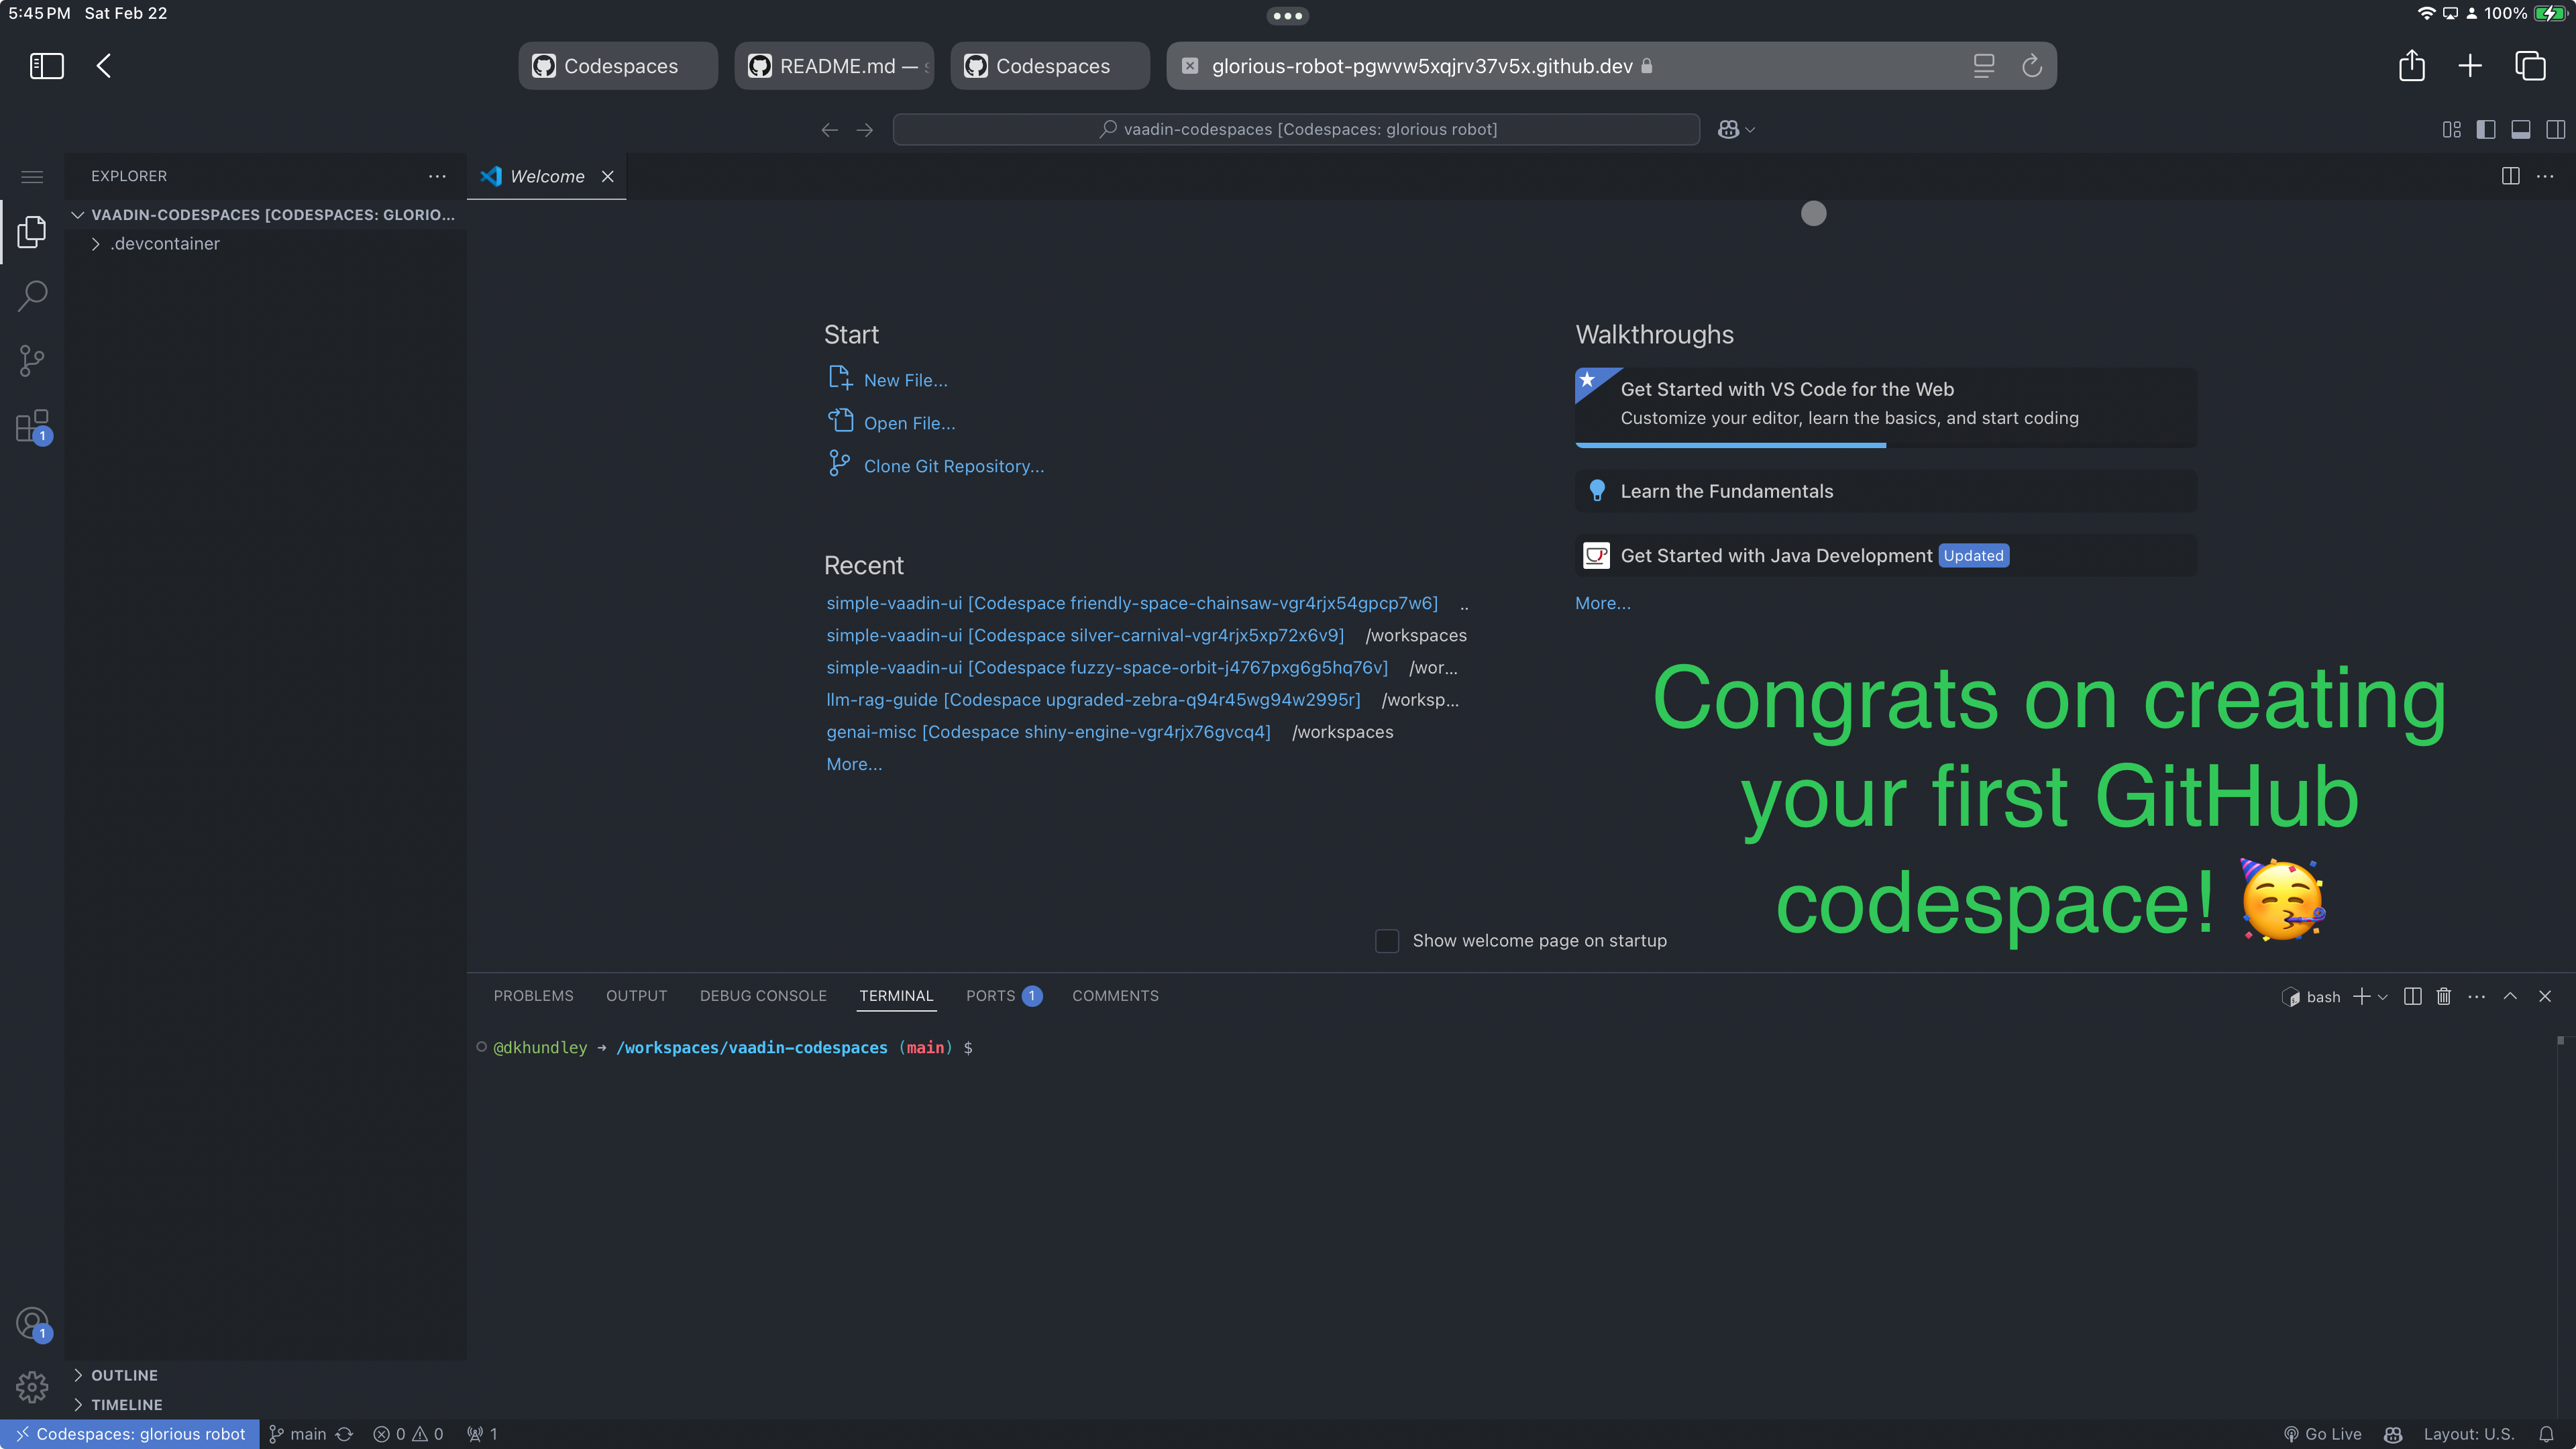 5:45 PM Sat Feb 22
100%
Codespaces
README.md —
Codespaces
glorious-robot-pgwvw5xqjrv37v5x.github.dev
vaadin-codespaces [Codespaces: glorious robot]
EXPLORER
Welcome
VAADIN-CODESPACES [CODESPACES: GLORIO...
.devcontainer
Start
New File...
Open File...
Clone Git Repository...
Recent
simple-vaadin-ui [Codespace friendly-space-chainsaw-vgr4rjx54gpcp7w6] ..
simple-vaadin-ui [Codespace silver-carnival-vgr4rjx5xp72x6v9] /workspaces
simple-vaadin-ui [Codespace fuzzy-space-orbit-j4767pxg6g5hq76v] /wor...
llm-rag-guide [Codespace upgraded-zebra-q94r45wg94w2995r] /worksp...
genai-misc [Codespace shiny-engine-vgr4rjx76gvcq4] /workspaces
More...
Walkthroughs
Get Started with VS Code for the Web
Customize your editor, learn the basics, and start coding
Learn the Fundamentals
Get Started with Java Development Updated
More...
Congrats on creating
your first GitHub
codespace! 🥳
Show welcome page on startup
1
PROBLEMS OUTPUT DEBUG CONSOLE TERMINAL PORTS 1 COMMENTS
bash
@dkhundley → /workspaces/vaadin-codespaces (main) $
1
OUTLINE
TIMELINE
Codespaces: glorious robot main 0 0 1
Go Live Layout: U.S.